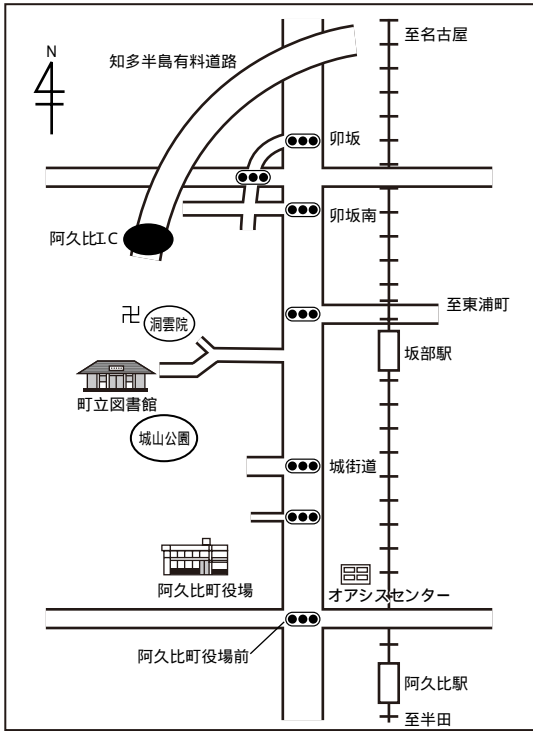 至名古屋
N
知多半島有料道路
卯坂
卯坂南
阿久比I.C
至東浦町
卍
洞雲院
坂部駅
町立図書館
城山公園
城街道
阿久比町役場
オアシスセンター
阿久比町役場前
阿久比駅
至半田